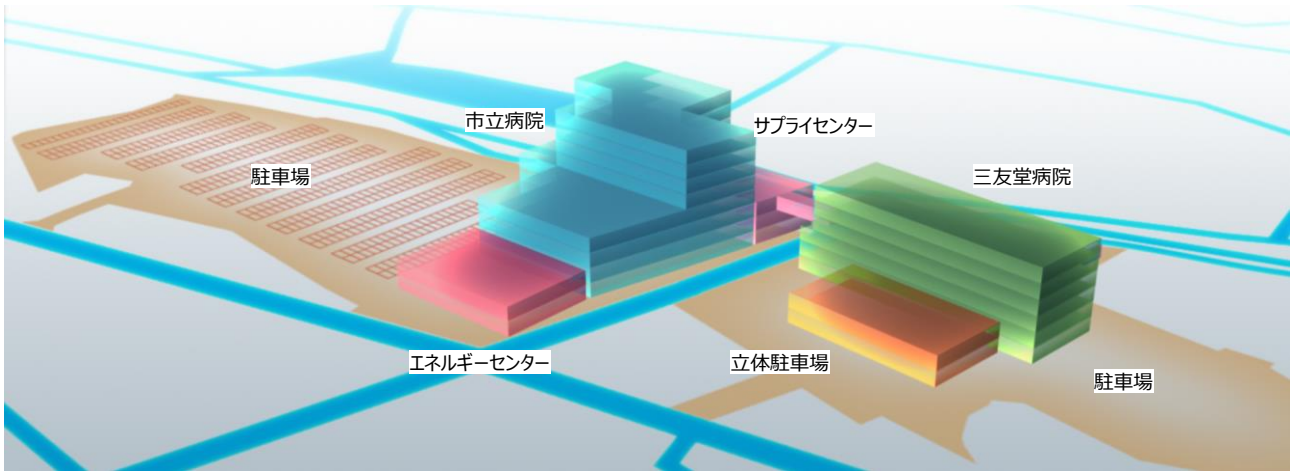 市立病院
サプライセンター
駐車場
三友堂病院
エネルギーセンター
立体駐車場
駐車場